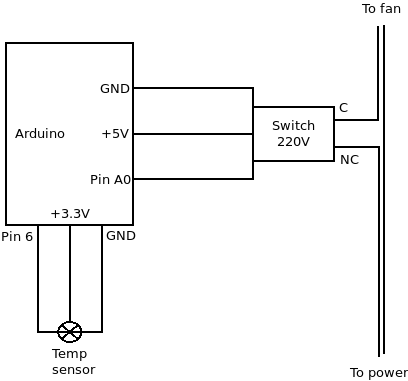 To fan
GND
C
Arduino
+5V
Switch
220V
NC
Pin A0
+3.3V
Pin 6
GND
Temp
sensor
To power